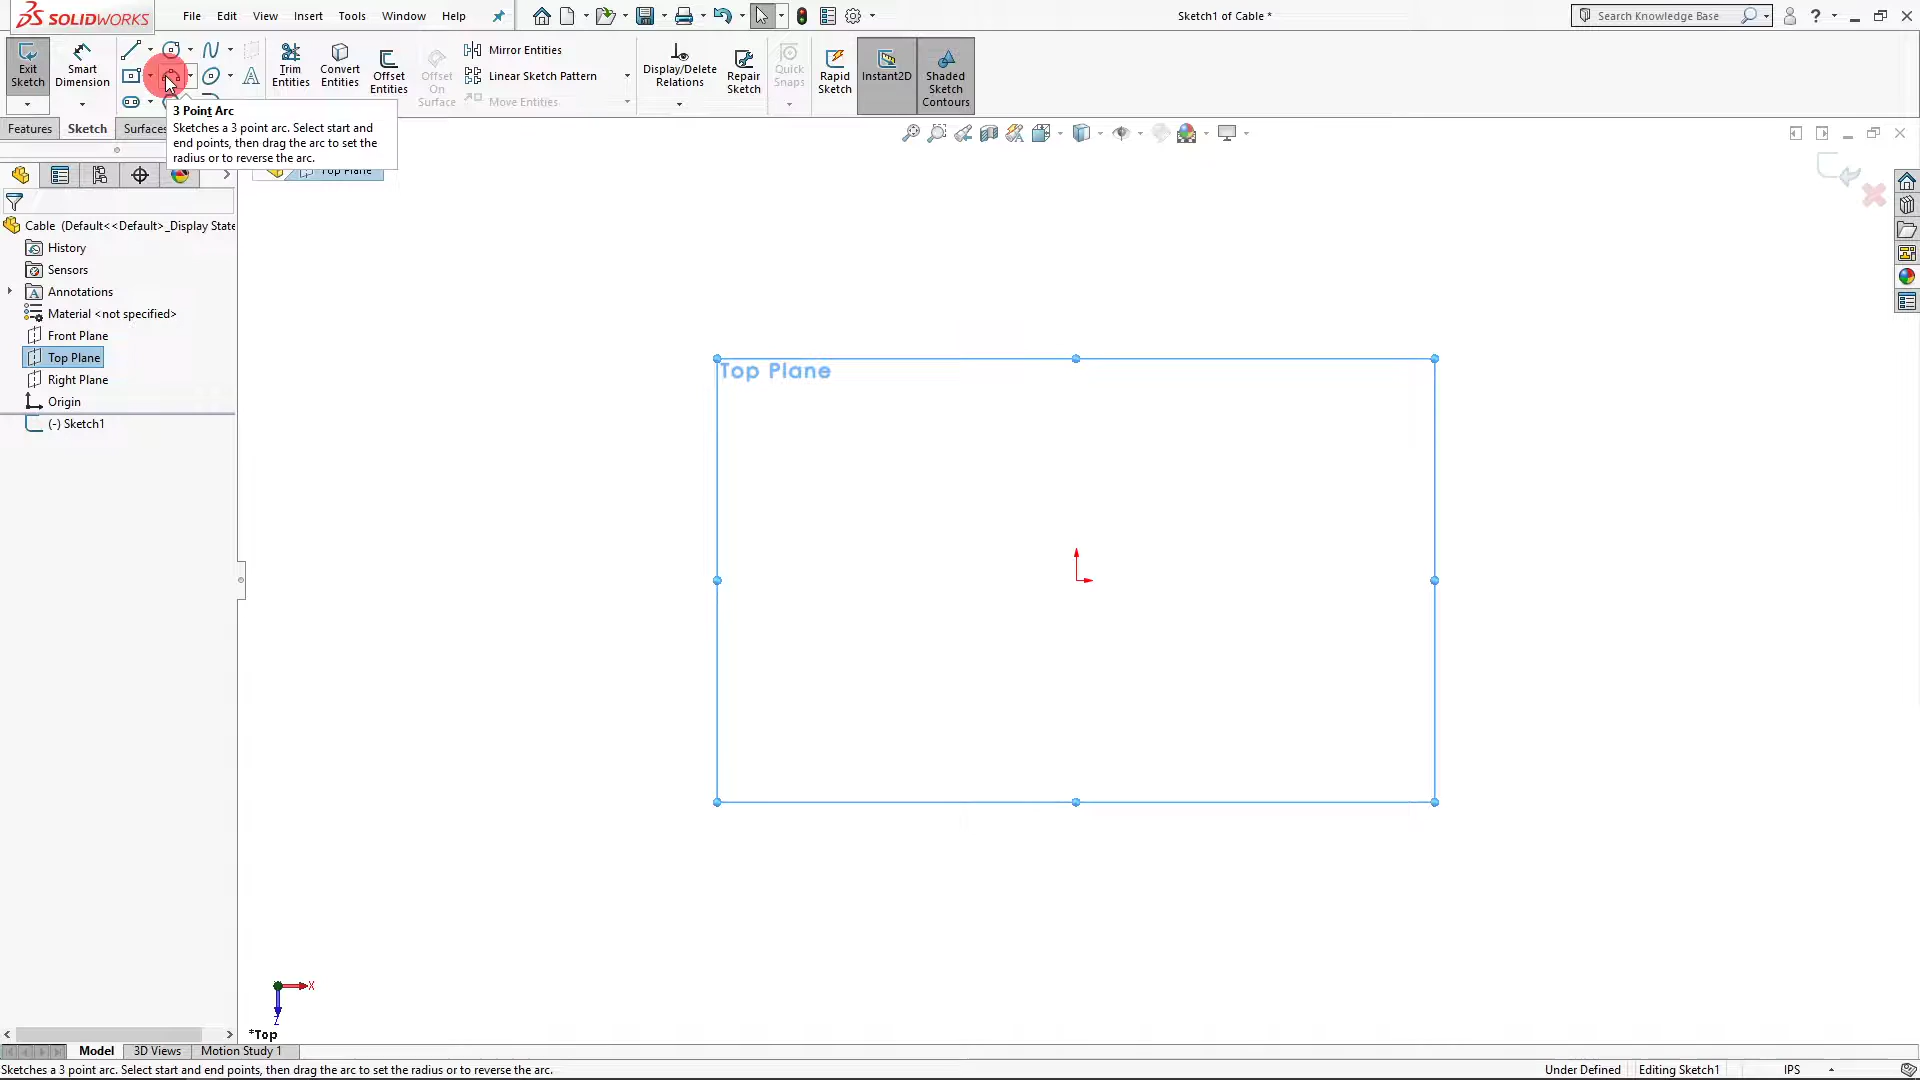 SOLIDWORKS
File Edit View Insert Tools Window Help
Sketch1 of Cable *
Search Knowledge Base
?
Exit Sketch
Smart Dimension
Trim Entities
Convert Entities
Offset Entities
Offset On Surface
Mirror Entities
Linear Sketch Pattern
Move Entities
Display/Delete Relations
Repair Sketch
Quick Snaps
Rapid Sketch
Instant2D
Shaded Sketch Contours
3 Point Arc
Sketches a 3 point arc. Select start and
end points, then drag the arc to set the
radius or to reverse the arc.
Features Sketch Surfaces
Top Plane
Cable (Default<<Default>_Display State
History
Sensors
Annotations
Material <not specified>
Front Plane
Top Plane
Right Plane
Origin
(-) Sketch1
Top Plane
X
Z
*Top
Model 3D Views Motion Study 1
Sketches a 3 point arc. Select start and end points, then drag the arc to set the radius or to reverse the arc.
Under Defined Editing Sketch1 IPS